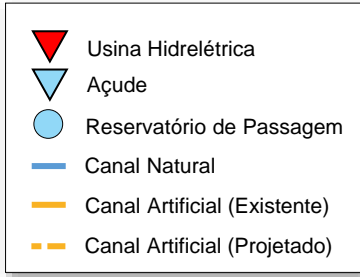 Usina Hidrelétrica
Açude
Reservatório de Passagem
Canal Natural
Canal Artificial (Existente)
Canal Artificial (Projetado)